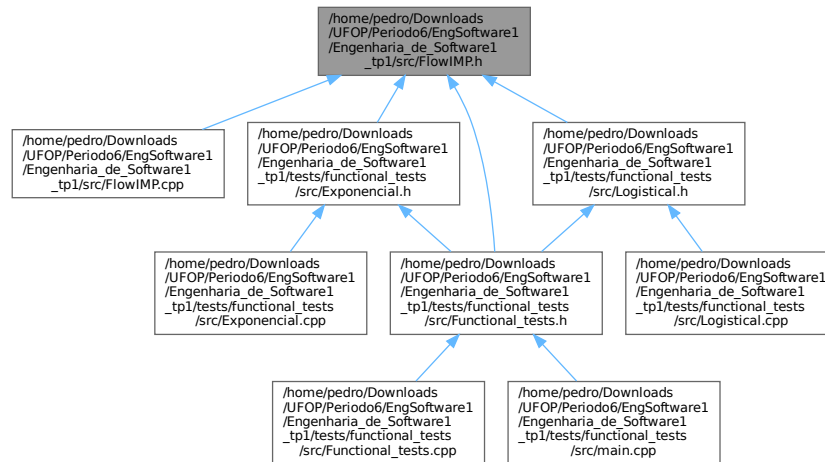 /home/pedro/Downloads
/UFOP/Periodo6/EngSoftware1
/Engenharia_de_Software1
_tp1/src/FlowIMP.h
/home/pedro/Downloads
/UFOP/Periodo6/EngSoftware1
/Engenharia_de_Software1
_tp1/src/FlowIMP.cpp
/home/pedro/Downloads
/UFOP/Periodo6/EngSoftware1
/Engenharia_de_Software1
_tp1/tests/functional_tests
/src/Exponencial.h
/home/pedro/Downloads
/UFOP/Periodo6/EngSoftware1
/Engenharia_de_Software1
_tp1/tests/functional_tests
/src/Logistical.h
/home/pedro/Downloads
/UFOP/Periodo6/EngSoftware1
/Engenharia_de_Software1
_tp1/tests/functional_tests
/src/Exponencial.cpp
/home/pedro/Downloads
/UFOP/Periodo6/EngSoftware1
/Engenharia_de_Software1
_tp1/tests/functional_tests
/src/Functional_tests.h
/home/pedro/Downloads
/UFOP/Periodo6/EngSoftware1
/Engenharia_de_Software1
_tp1/tests/functional_tests
/src/Logistical.cpp
/home/pedro/Downloads
/UFOP/Periodo6/EngSoftware1
/Engenharia_de_Software1
_tp1/tests/functional_tests
/src/Functional_tests.cpp
/home/pedro/Downloads
/UFOP/Periodo6/EngSoftware1
/Engenharia_de_Software1
_tp1/tests/functional_tests
/src/main.cpp